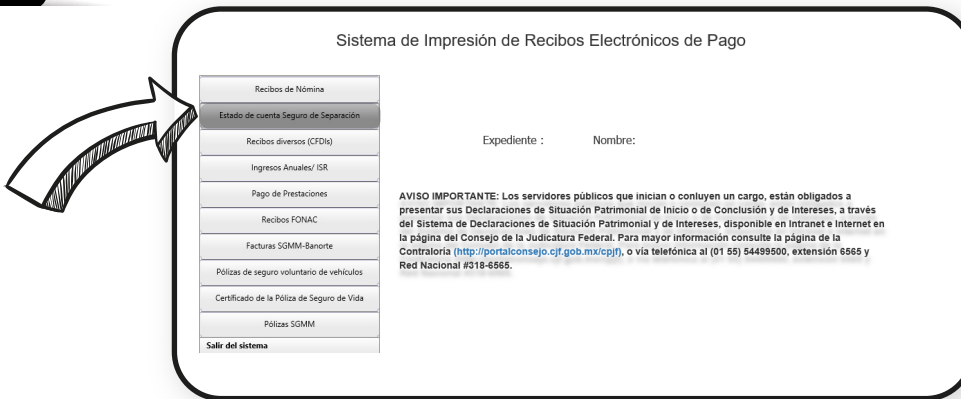 Sistema de Impresión de Recibos Electrónicos de Pago
Recibos de Nómina
Estado de cuenta Seguro de Separación
Recibos diversos (CFDIs)
Ingresos Anuales/ ISR
Pago de Prestaciones
Recibos FONAC
Facturas SGMM-Banorte
Pólizas de seguro voluntario de vehículos
Certificado de la Póliza de Seguro de Vida
Pólizas SGMM
Salir del sistema
Expediente : Nombre:
AVISO IMPORTANTE: Los servidores públicos que inician o conluyen un cargo, están obligados a
presentar sus Declaraciones de Situación Patrimonial de Inicio o de Conclusión y de Intereses, a través
del Sistema de Declaraciones de Situación Patrimonial y de Intereses, disponible en Intranet e Internet en
la página del Consejo de la Judicatura Federal. Para mayor información consulte la página de la
Contraloría (http://portalconsejo.cjf.gob.mx/cpjf), o vía telefónica al (01 55) 54499500, extensión 6565 y
Red Nacional #318-6565.